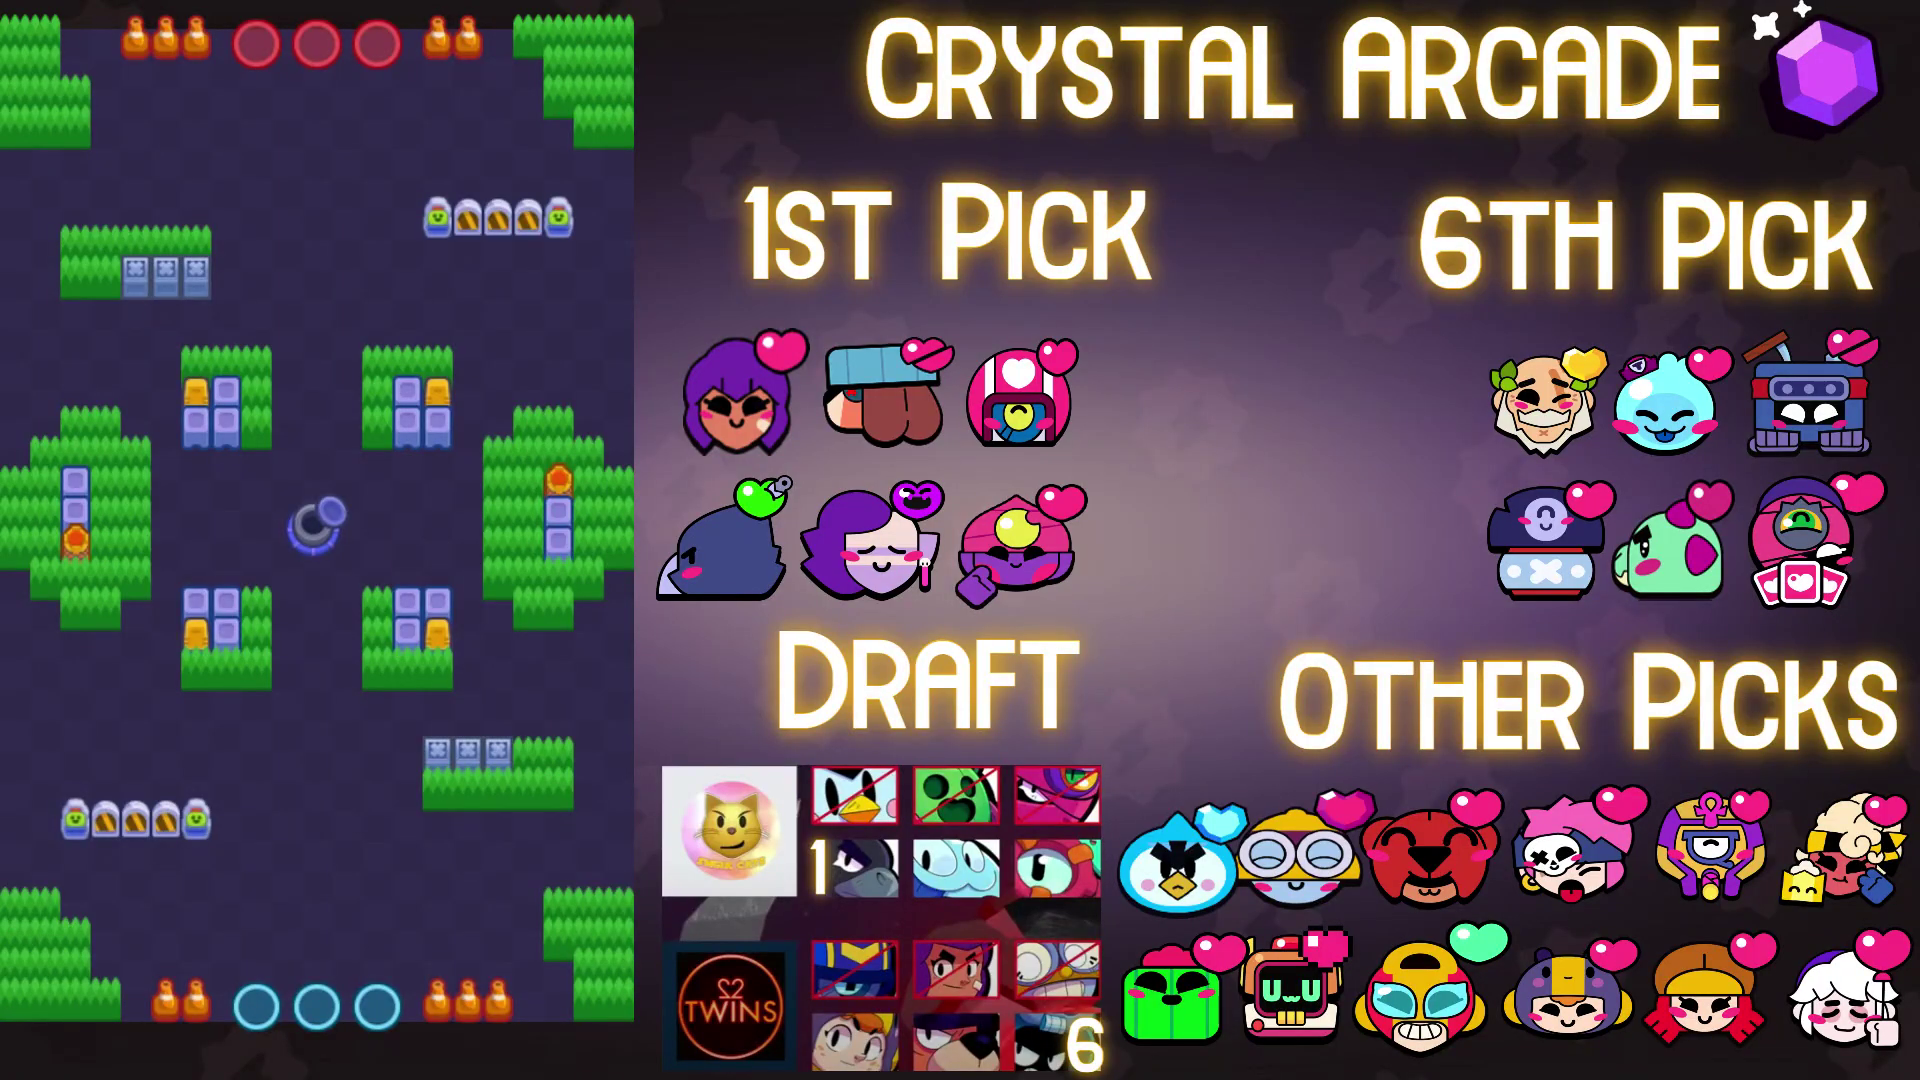 CRYSTAL ARCADE
1ST PICK
6TH PICK
DRAFT
OTHER PICKS
1
TWINS
6